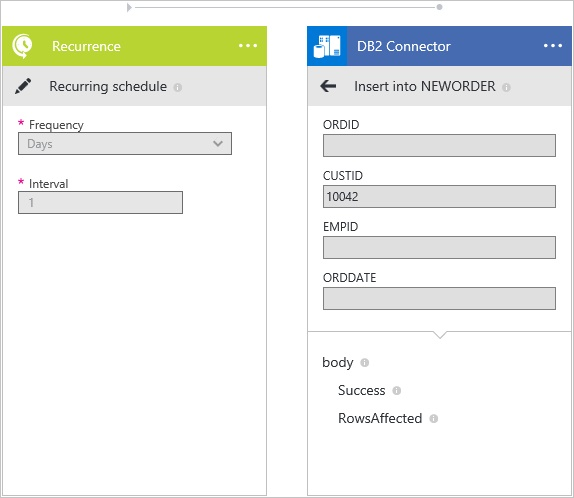 Recurrence
Recurring schedule
* Frequency
Days
* Interval
1
DB2 Connector
Insert into NEWORDER
ORDID
CUSTID
10042
EMPID
ORDDATE
body
Success
RowsAffected